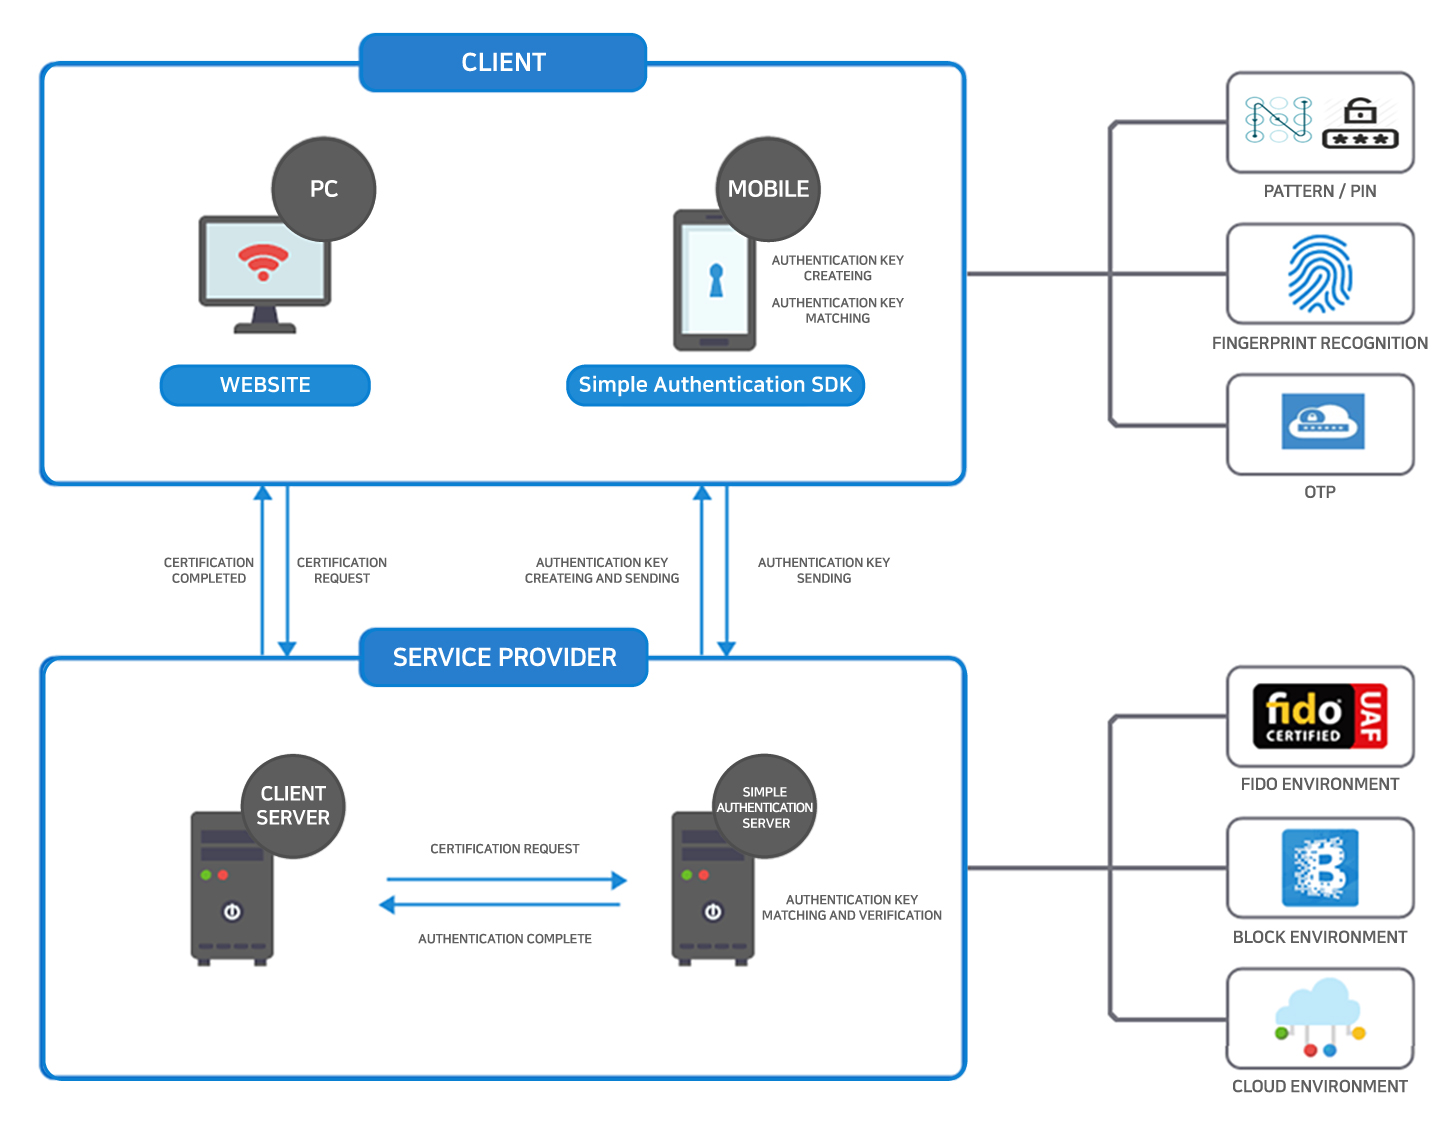 CLIENT
PC
MOBILE
AUTHENTICATION KEY
CREATEING
AUTHENTICATION KEY
MATCHING
WEBSITE
Simple Authentication SDK
***
PATTERN / PIN
FINGERPRINT RECOGNITION
OTP
CERTIFICATION
COMPLETED
CERTIFICATION
REQUEST
AUTHENTICATION KEY
CREATEING AND SENDING
AUTHENTICATION KEY
SENDING
SERVICE PROVIDER
CLIENT
SERVER
SIMPLE
AUTHENTICATION
SERVER
CERTIFICATION REQUEST
AUTHENTICATION COMPLETE
AUTHENTICATION KEY
MATCHING AND VERIFICATION
fido
CERTIFIED
UAF
FIDO ENVIRONMENT
B
BLOCK ENVIRONMENT
CLOUD ENVIRONMENT